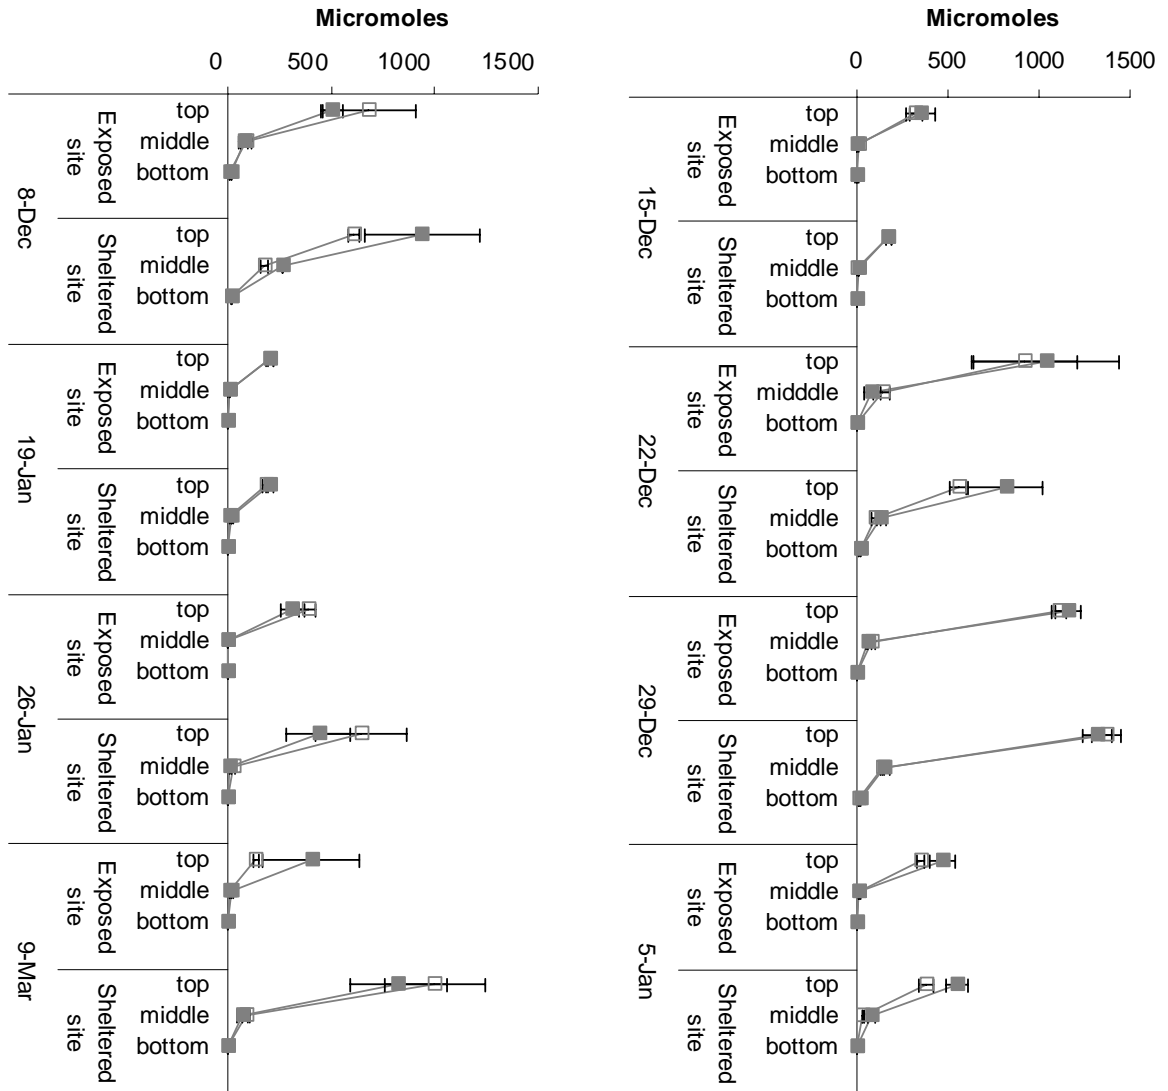 Micromoles
0 500 1000 1500
8-Dec
Exposed
site
top
middle
bottom
Sheltered
site
top
middle
bottom
19-Jan
Exposed
site
top
middle
bottom
Sheltered
site
top
middle
bottom
26-Jan
Exposed
site
top
middle
bottom
Sheltered
site
top
middle
bottom
9-Mar
Exposed
site
top
middle
bottom
Sheltered
site
top
middle
bottom
Micromoles
0 500 1000 1500
15-Dec
Exposed
site
top
middle
bottom
Sheltered
site
top
middle
bottom
22-Dec
Exposed
site
top
midddle
bottom
Sheltered
site
top
middle
bottom
29-Dec
Exposed
site
top
middle
bottom
Sheltered
site
top
middle
bottom
5-Jan
Exposed
site
top
middle
bottom
Sheltered
site
top
middle
bottom